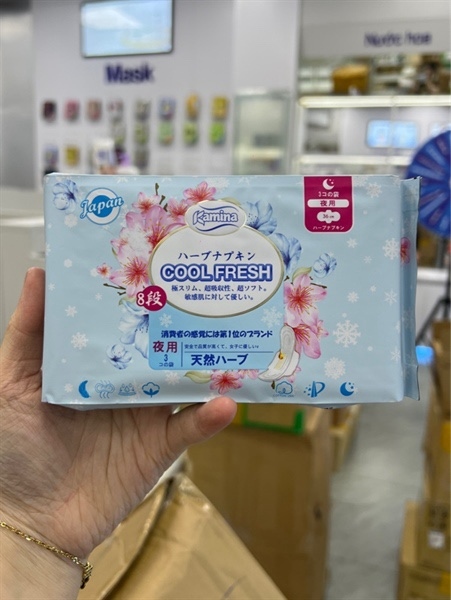 Mask
Nước hoa
Japan
Kamina
3コの袋
夜用
36cm
ハーブナプキン
ハーブナプキン
COOL FRESH
極スリム、超吸収性、超ソフト。
敏感肌に対して優しい。
8段
消費者の感覚には第1位のブランド
夜用
3
コの袋
安全で品質が高くて、女子に優しい。
天然ハーブ